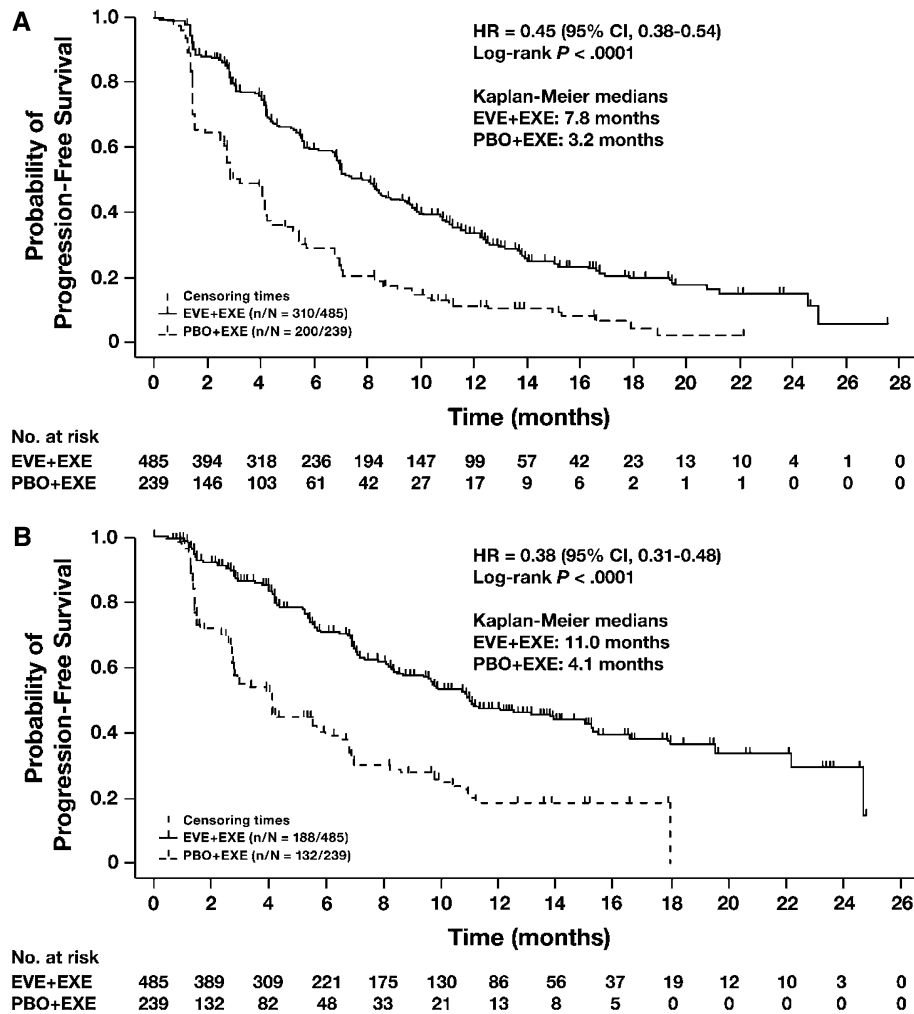 A
HR = 0.45 (95% CI, 0.38-0.54)
Log-rank P < .0001
Kaplan-Meier medians
EVE+EXE: 7.8 months
PBO+EXE: 3.2 months
Probability of
Progression-Free Survival
1.0
0.8
0.6
0.4
0.2
0
Censoring times
EVE+EXE (n/N = 310/485)
PBO+EXE (n/N = 200/239)
0 2 4 6 8 10 12 14 16 18 20 22 24 26 28
Time (months)
No. at risk
EVE+EXE 485 394 318 236 194 147 99 57 42 23 13 10 4 1 0
PBO+EXE 239 146 103 61 42 27 17 9 6 2 1 1 0 0 0
B
HR = 0.38 (95% CI, 0.31-0.48)
Log-rank P < .0001
Kaplan-Meier medians
EVE+EXE: 11.0 months
PBO+EXE: 4.1 months
Probability of
Progression-Free Survival
1.0
0.8
0.6
0.4
0.2
0
Censoring times
EVE+EXE (n/N = 188/485)
PBO+EXE (n/N = 132/239)
0 2 4 6 8 10 12 14 16 18 20 22 24 26
Time (months)
No. at risk
EVE+EXE 485 389 309 221 175 130 86 56 37 19 12 10 3 0
PBO+EXE 239 132 82 48 33 21 13 8 5 0 0 0 0 0